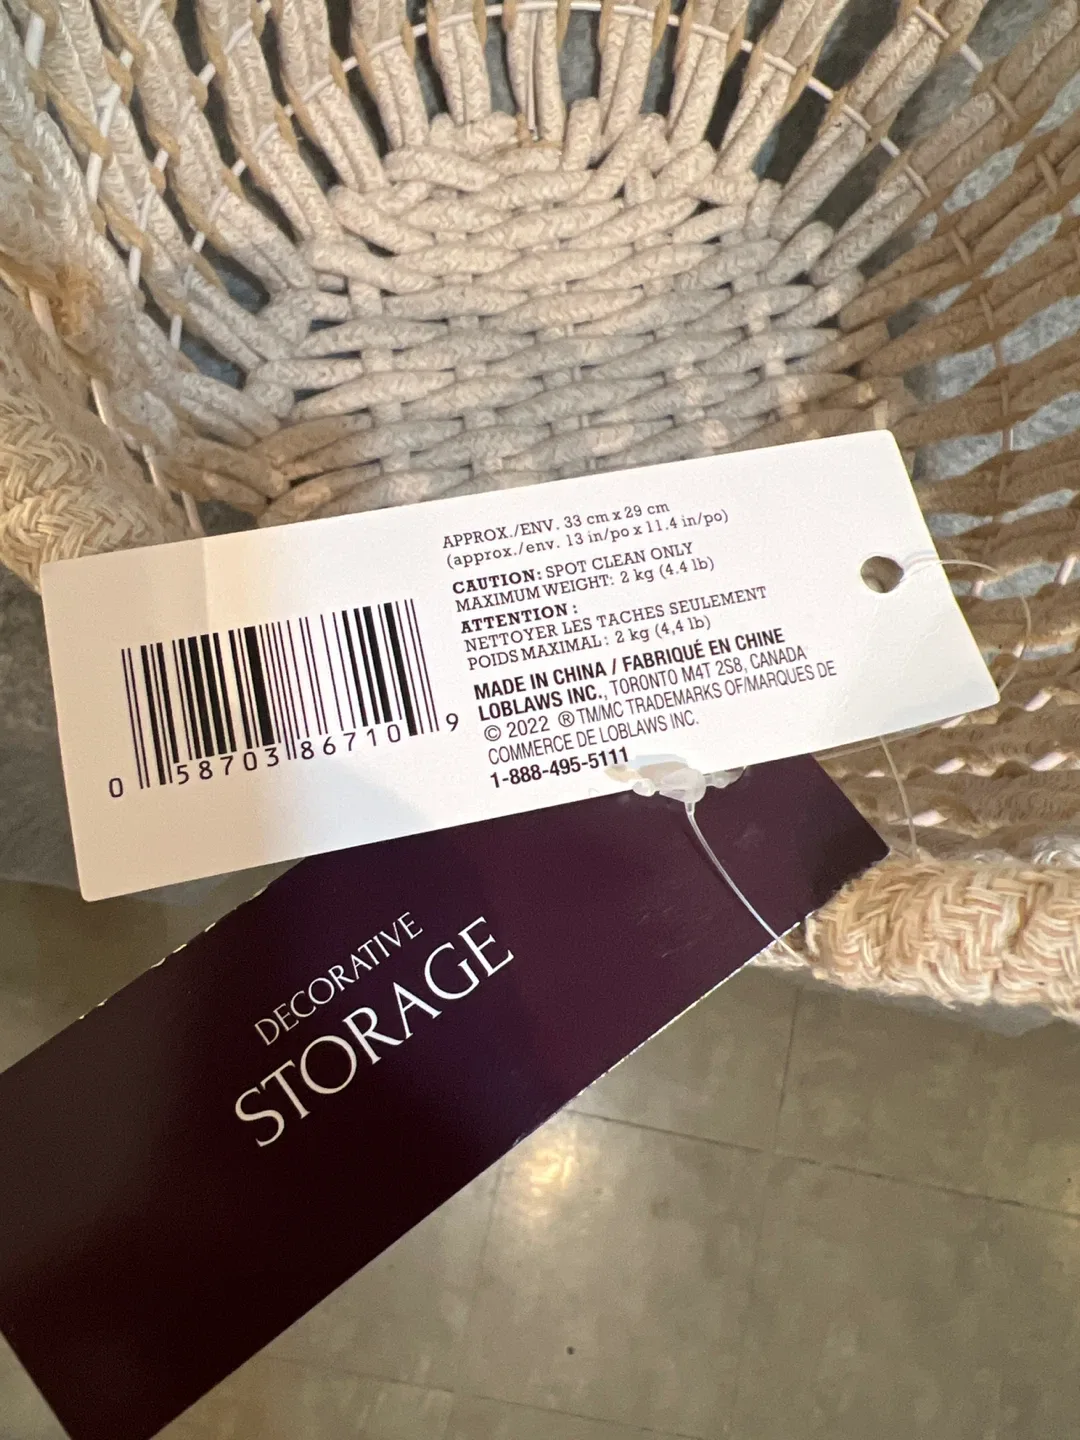 APPROX./ENV. 33 cm x 29 cm
(approx./env. 13 in/po x 11.4 in/po)
CAUTION: SPOT CLEAN ONLY
MAXIMUM WEIGHT: 2 kg (4.4 lb)
ATTENTION :
NETTOYER LES TACHES SEULEMENT
POIDS MAXIMAL : 2 kg (4,4 lb)
MADE IN CHINA / FABRIQUÉ EN CHINE
LOBLAWS INC., TORONTO M4T 2S8, CANADA
© 2022 ® TM/MC TRADEMARKS OF/MARQUES DE
COMMERCE DE LOBLAWS INC.
1-888-495-5111
0 58703 86710 9
DECORATIVE
STORAGE